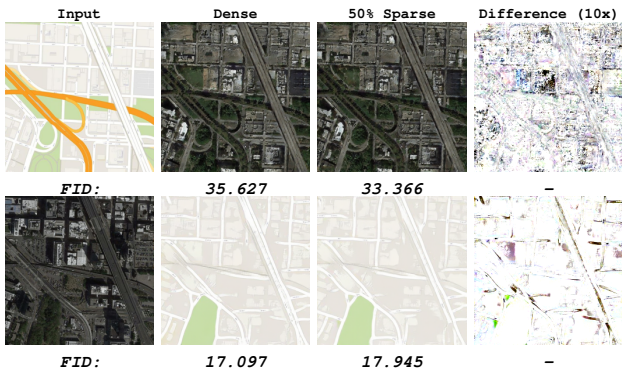 Input Dense 50% Sparse Difference (10x)
FID: 35.627 33.366 –
FID: 17.097 17.945 –